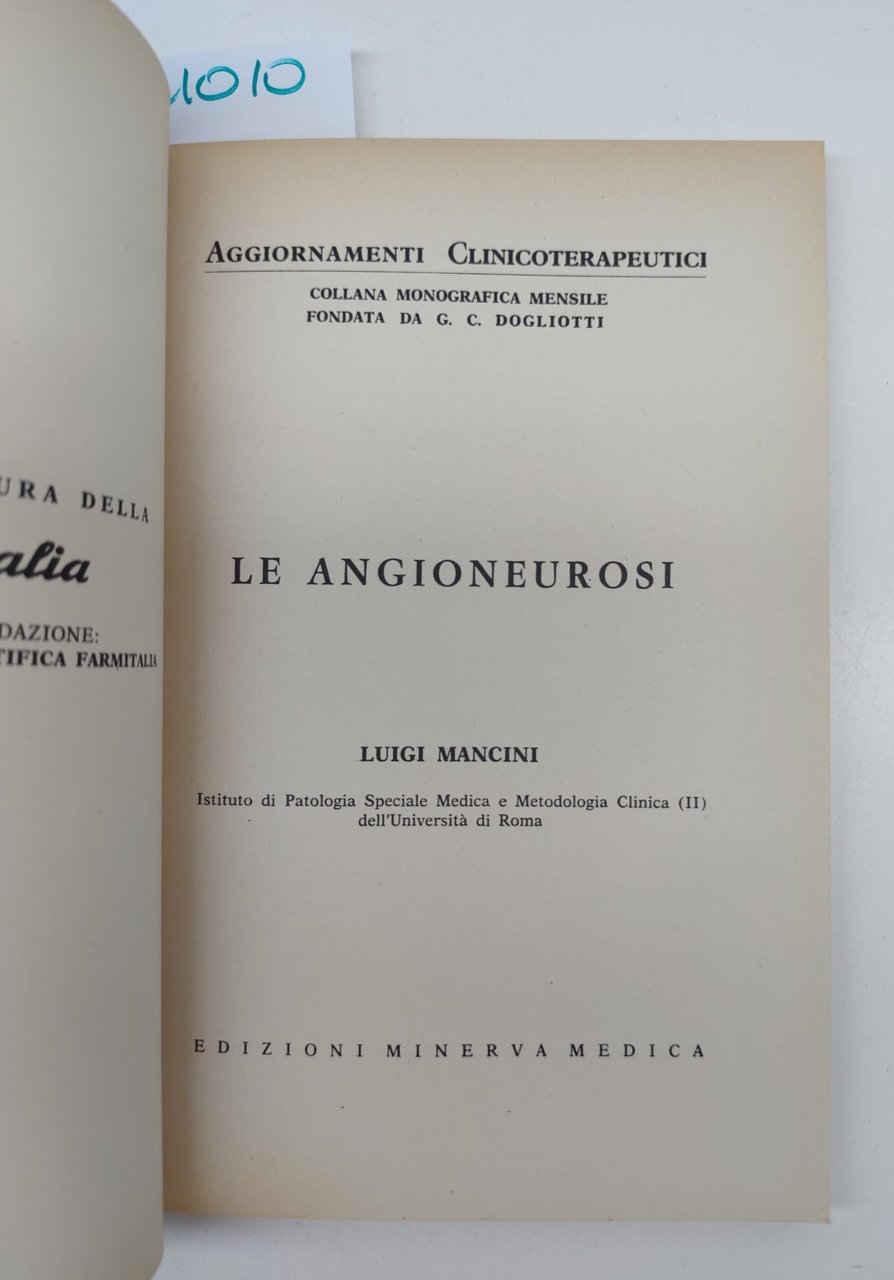 1010
AGGIORNAMENTI CLINICOTERAPEUTICI
COLLANA MONOGRAFICA MENSILE
FONDATA DA G. C. DOGLIOTTI
LE ANGIONEUROSI
LUIGI MANCINI
Istituto di Patologia Speciale Medica e Metodologia Clinica (II)
dell'Università di Roma
EDIZIONI MINERVA MEDICA
URA DELLA
alia
DAZIONE:
TIFICA FARMITALIA